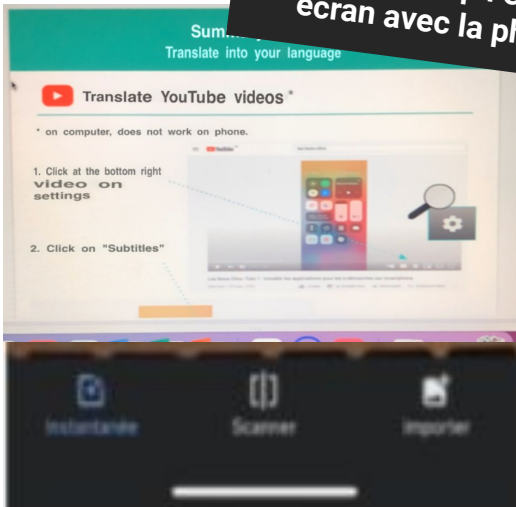 écran avec la ph
Translate into your language
Translate YouTube videos *
* on computer, does not work on phone.
1. Click at the bottom right
video on
settings
2. Click on "Subtitles"
Instantanée
Scanner
Importer